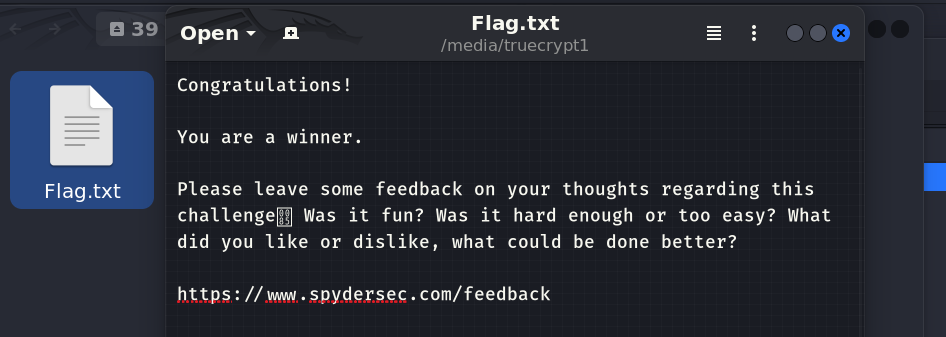 39
Open
Flag.txt
/media/truecrypt1
Flag.txt
Congratulations!
You are a winner.
Please leave some feedback on your thoughts regarding this
challenge Was it fun? Was it hard enough or too easy? What
did you like or dislike, what could be done better?
https://www.spydersec.com/feedback